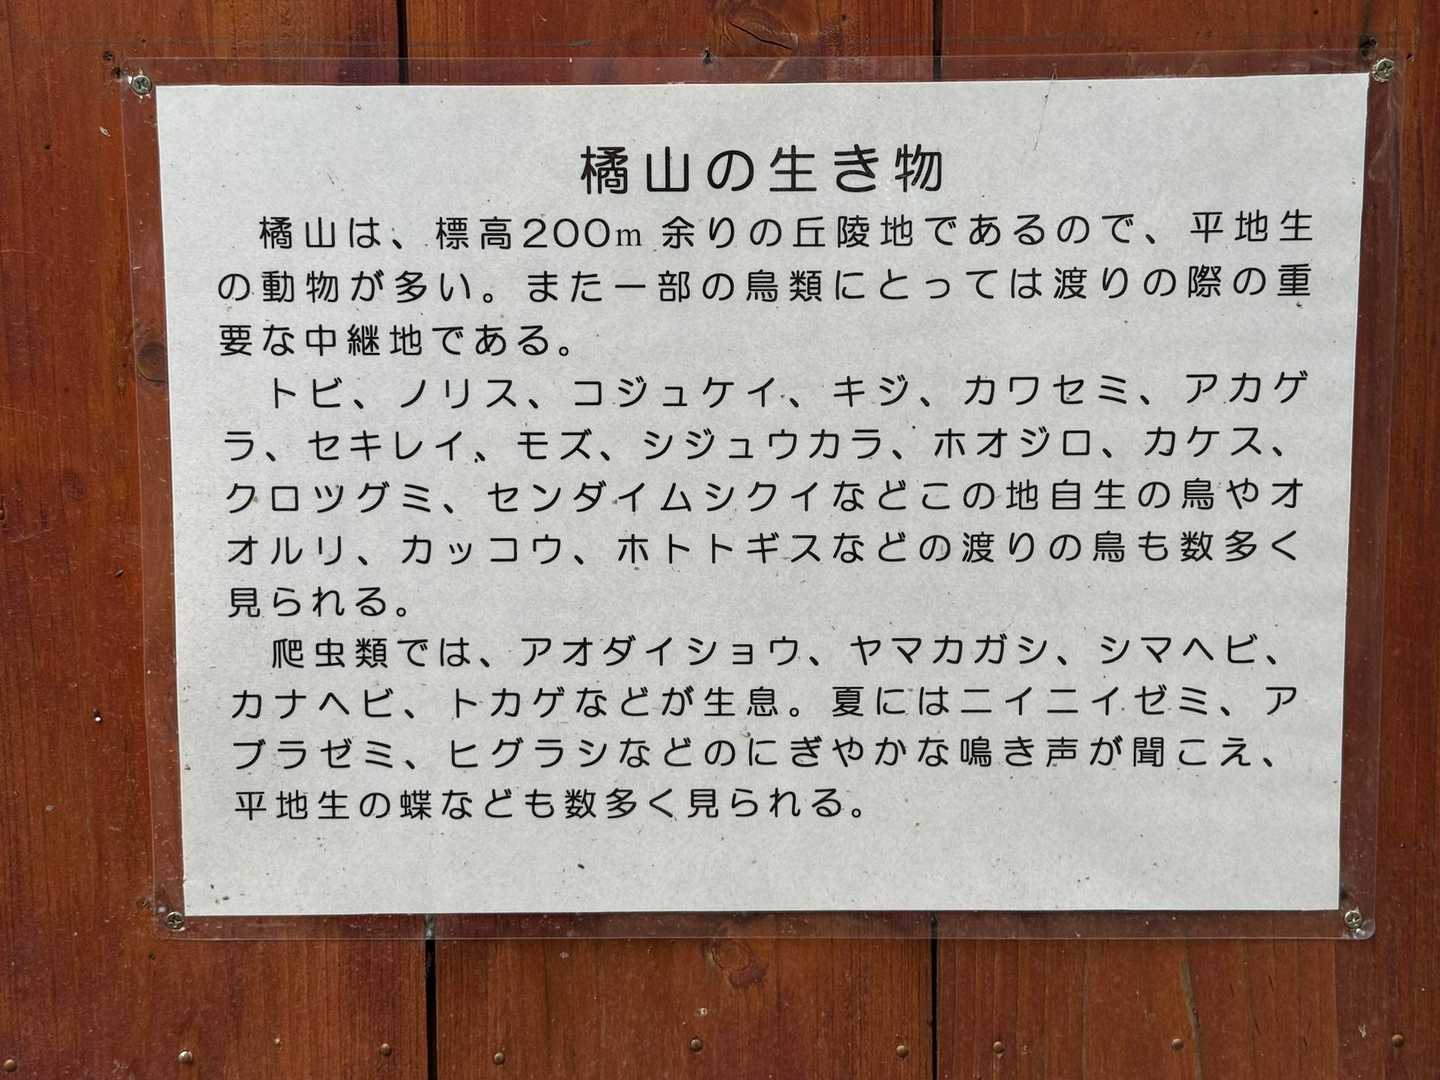 橘山の生き物
橘山は、標高200m余りの丘陵地であるので、平地生
の動物が多い。また一部の鳥類にとっては渡りの際の重
要な中継地である。
トビ、ノリス、コジュケイ、キジ、カワセミ、アカゲ
ラ、セキレイ、モズ、シジュウカラ、ホオジロ、カケス、
クロツグミ、センダイムシクイなどこの地自生の鳥やオ
オルリ、カッコウ、ホトトギスなどの渡りの鳥も数多く
見られる。
爬虫類では、アオダイショウ、ヤマカガシ、シマヘビ、
カナヘビ、トカゲなどが生息。夏にはニイニイゼミ、ア
ブラゼミ、ヒグラシなどのにぎやかな鳴き声が聞こえ、
平地生の蝶なども数多く見られる。